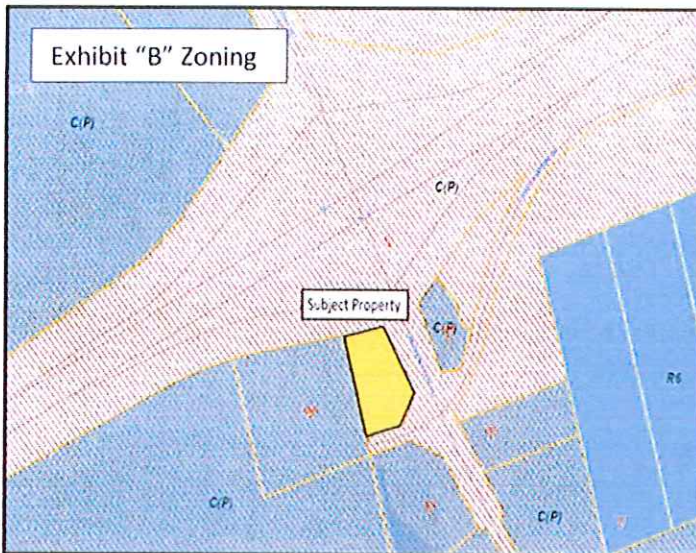 Exhibit “B” Zoning
C(P)
C(P)
Subject Property
C(P)
R6
C(P)
C(P)